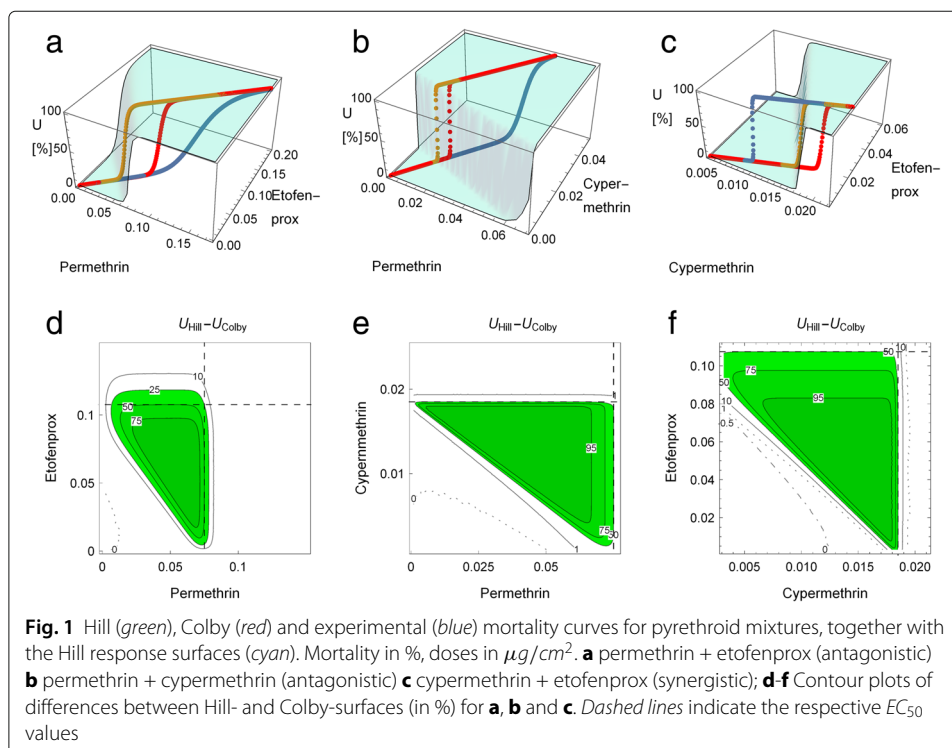 a
b
c
100
U
[%]
50
0
0.00
0.05
0.10
0.15
0.00
0.05
0.10
0.15
0.20
Etofen-
prox
Permethrin
100
U
[%]
50
0
0.02
0.04
0.06
0.00
0.02
0.04
Cyper-
methrin
Permethrin
100
U
[%]
50
0
0.005
0.010
0.015
0.020
0.02
0.04
0.06
Etofen-
prox
Cypermethrin
d
e
f
U_Hill–U_Colby
U_Hill–U_Colby
U_Hill–U_Colby
Etofenprox
0.1
0.05
0
10
25
50
75
0
0
0.05
0.1
Permethrin
Cypernmethrin
0.02
0.01
95
75
50
1
0
0
0.025
0.05
Permethrin
Etofenprox
0.10
0.08
0.06
0.04
0.02
10
50
75
95
50
10
0.5
0
0.005
0.010
0.015
0.020
Cypermethrin
Fig. 1 Hill (green), Colby (red) and experimental (blue) mortality curves for pyrethroid mixtures, together with
the Hill response surfaces (cyan). Mortality in %, doses in μg/cm². a permethrin + etofenprox (antagonistic)
b permethrin + cypermethrin (antagonistic) c cypermethrin + etofenprox (synergistic); d-f Contour plots of
differences between Hill- and Colby-surfaces (in %) for a, b and c. Dashed lines indicate the respective EC50
values